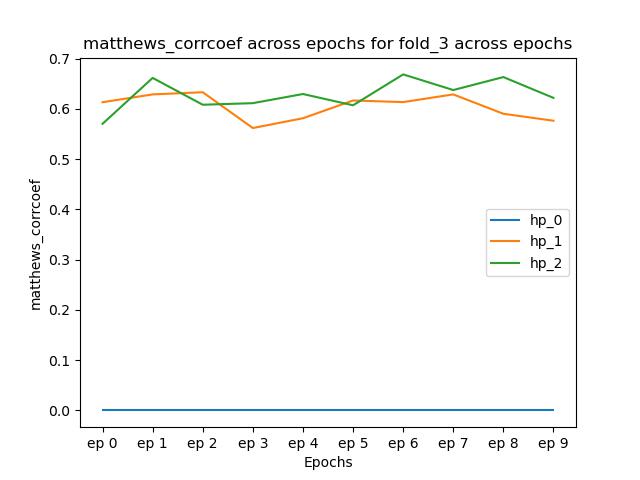 matthews_corrcoef across epochs for fold_3 across epochs
matthews_corrcoef
0.7
0.6
0.5
0.4
0.3
0.2
0.1
0.0
hp_0
hp_1
hp_2
ep 0 ep 1 ep 2 ep 3 ep 4 ep 5 ep 6 ep 7 ep 8 ep 9
Epochs